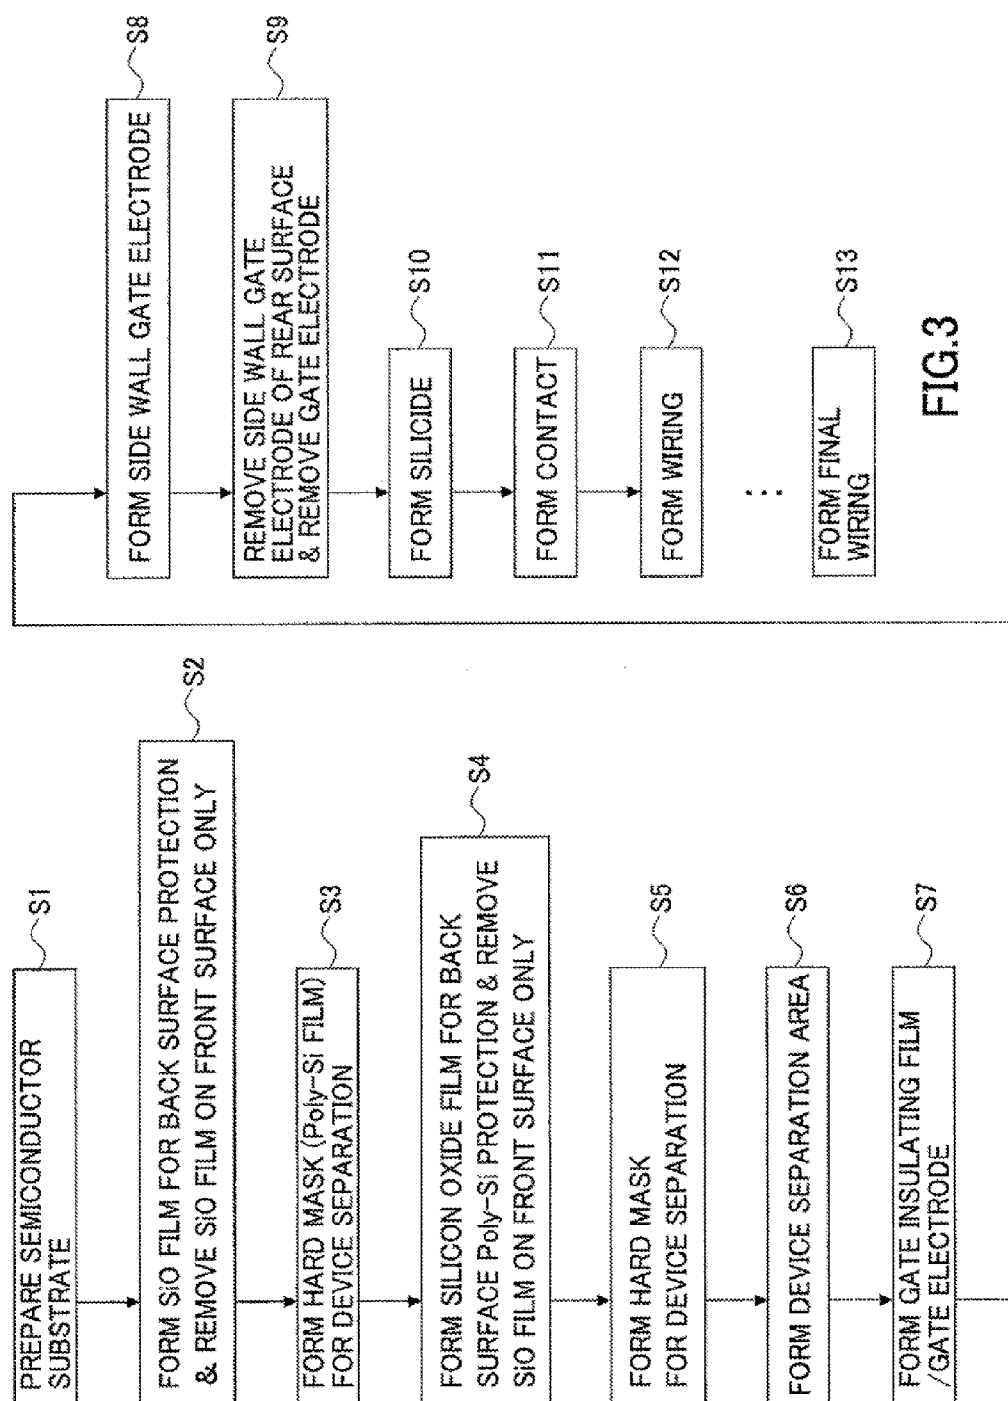 PREPARE SEMICONDUCTOR
SUBSTRATE
S1
FORM SiO FILM FOR BACK SURFACE PROTECTION
& REMOVE SiO FILM ON FRONT SURFACE ONLY
S2
FORM HARD MASK (Poly-Si FILM)
FOR DEVICE SEPARATION
S3
FORM SILICON OXIDE FILM FOR BACK
SURFACE Poly-Si PROTECTION & REMOVE
SiO FILM ON FRONT SURFACE ONLY
S4
FORM HARD MASK
FOR DEVICE SEPARATION
S5
FORM DEVICE SEPARATION AREA
S6
FORM GATE INSULATING FILM
/GATE ELECTRODE
S7
FORM SIDE WALL GATE ELECTRODE
S8
REMOVE SIDE WALL GATE
ELECTRODE OF REAR SURFACE
& REMOVE GATE ELECTRODE
S9
FORM SILICIDE
S10
FORM CONTACT
S11
FORM WIRING
S12
...
FORM FINAL
WIRING
S13
FIG.3